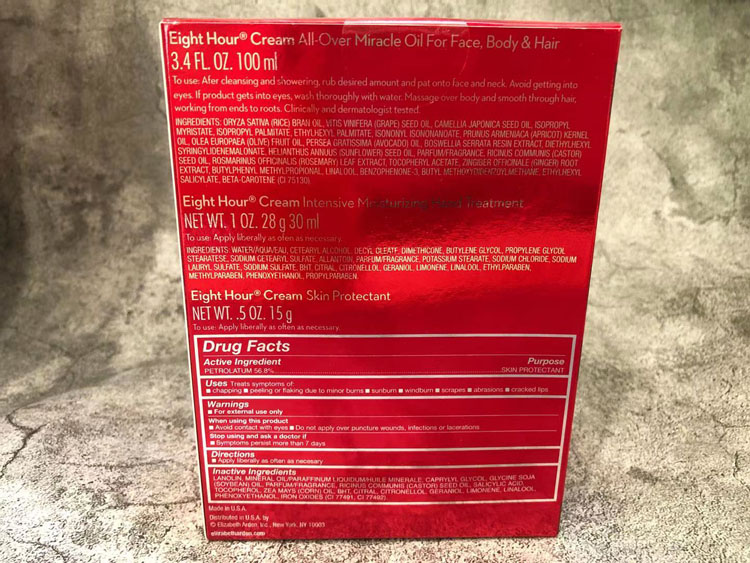 Eight Hour® Cream All-Over Miracle Oil For Face, Body & Hair
3.4 FL. OZ. 100 ml
To use: Afer cleansing and showering, rub desired amount and pat onto face and neck. Avoid getting into
eyes. If product gets into eyes, wash thoroughly with water. Massage over body and smooth through hair,
working from ends to roots. Clinically and dermatologist tested.
INGREDIENTS: ORYZA SATIVA (RICE) BRAN OIL, VITIS VINIFERA (GRAPE) SEED OIL, CAMELLIA JAPONICA SEED OIL, ISOPROPYL
MYRISTATE, ISOPROPYL PALMITATE, ETHYLHEXYL PALMITATE, ISONONYL ISONONANOATE, PRUNUS ARMENIACA (APRICOT) KERNEL
OIL, OLEA EUROPAEA (OLIVE) FRUIT OIL, PERSEA GRATISSIMA (AVOCADO) OIL, BOSWELLIA SERRATA RESIN EXTRACT, DIETHYLHEXYL
SYRINGYLIDENEMALONATE, HELIANTHUS ANNUUS (SUNFLOWER) SEED OIL, PARFUM/FRAGRANCE, RICINUS COMMUNIS (CASTOR)
SEED OIL, ROSMARINUS OFFICINALIS (ROSEMARY) LEAF EXTRACT, TOCOPHERYL ACETATE, ZINGIBER OFFICINALE (GINGER) ROOT
EXTRACT, BUTYLPHENYL METHYLPROPIONAL, LINALOOL, BENZOPHENONE-3, BUTYL METHOXYDIBENZOYLMETHANE, ETHYLHEXYL
SALICYLATE, BETA-CAROTENE (CI 75130).
Eight Hour® Cream Intensive Moisturizing Hand Treatment
NET WT. 1 OZ. 28 g 30 ml
To use: Apply liberally as often as necessary.
INGREDIENTS: WATER/AQUA/EAU, CETEARYL ALCOHOL, DECYL OLEATE, DIMETHICONE, BUTYLENE GLYCOL, PROPYLENE GLYCOL
STEARATESE, SODIUM CETEARYL SULFATE, ALLANTOIN, PARFUM/FRAGRANCE, POTASSIUM STEARATE, SODIUM CHLORIDE, SODIUM
LAURYL SULFATE, SODIUM SULFATE, BHT, CITRAL, CITRONELLOL, GERANIOL, LIMONENE, LINALOOL, ETHYLPARABEN,
METHYLPARABEN, PHENOXYETHANOL, PROPYLPARABEN.
Eight Hour® Cream Skin Protectant
NET WT. .5 OZ. 15 g
To use: Apply liberally as often as necessary.
Drug Facts
Active Ingredient Purpose
PETROLATUM 56.8% SKIN PROTECTANT
Uses Treats symptoms of:
■ chapping ■ peeling or flaking due to minor burns ■ sunburn ■ windburn ■ scrapes ■ abrasions ■ cracked lips
Warnings
■ For external use only
When using this product
■ Avoid contact with eyes ■ Do not apply over puncture wounds, infections or lacerations
Stop using and ask a doctor if
■ Symptoms persist more than 7 days
Directions
■ Apply liberally as often as necesary
Inactive Ingredients
LANOLIN, MINERAL OIL/PARAFFINUM LIQUIDUM/HUILE MINERALE, CAPRYLYL GLYCOL, GLYCINE SOJA
(SOYBEAN) OIL, PARFUM/FRAGRANCE, RICINUS COMMUNIS (CASTOR) SEED OIL, SALICYLIC ACID,
TOCOPHEROL, ZEA MAYS (CORN) OIL, BHT, CITRAL, CITRONELLOL, GERANIOL, LIMONENE, LINALOOL,
PHENOXYETHANOL, IRON OXIDES (CI 77491, CI 77492)
Made in U.S.A.
Distributed in U.S.A. by
© Elizabeth Arden, Inc., New York, NY 10003
elizabetharden.com